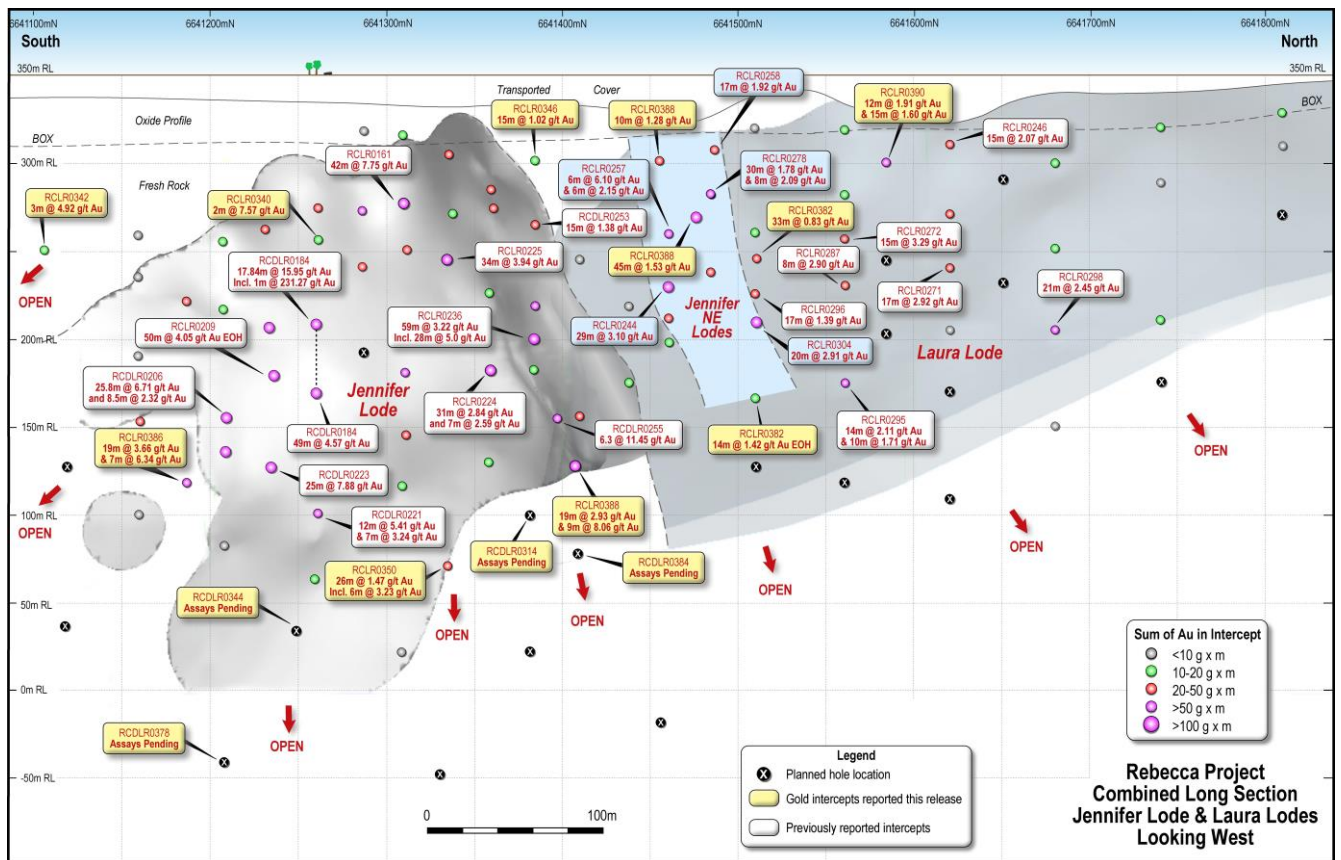 6641100mN
6641200mN
6641300mN
6641400mN
6641500mN
6641600mN
6641700mN
6641800mN
South
North
350m RL
350m RL
Transported Cover
Oxide Profile
BOX
BOX
Fresh Rock
300m RL
200m RL
150m RL
100m RL
50m RL
0m RL
-50m RL
RCLR0258
17m @ 1.92 g/t Au
RCLR0346
15m @ 1.02 g/t Au
RCLR0388
10m @ 1.28 g/t Au
RCLR0390
12m @ 1.91 g/t Au
& 15m @ 1.60 g/t Au
RCLR0246
15m @ 2.07 g/t Au
RCLR0161
42m @ 7.75 g/t Au
RCLR0257
6m @ 6.10 g/t Au
& 6m @ 2.15 g/t Au
RCLR0278
30m @ 1.78 g/t Au
& 8m @ 2.09 g/t Au
RCLR0342
3m @ 4.92 g/t Au
RCLR0340
2m @ 7.57 g/t Au
RCDLR0253
15m @ 1.38 g/t Au
RCLR0382
33m @ 0.83 g/t Au
RCLR0272
15m @ 3.29 g/t Au
RCDLR0184
17.84m @ 15.95 g/t Au
Incl. 1m @ 231.27 g/t Au
RCLR0225
34m @ 3.94 g/t Au
RCLR0388
45m @ 1.53 g/t Au
RCLR0287
8m @ 2.90 g/t Au
RCLR0271
17m @ 2.92 g/t Au
RCLR0298
21m @ 2.45 g/t Au
OPEN
RCLR0209
50m @ 4.05 g/t Au EOH
RCLR0236
59m @ 3.22 g/t Au
Incl. 28m @ 5.0 g/t Au
RCLR0244
29m @ 3.10 g/t Au
Jennifer
NE
Lodes
RCLR0296
17m @ 1.39 g/t Au
RCLR0304
20m @ 2.91 g/t Au
Laura Lode
RCDLR0206
25.8m @ 6.71 g/t Au
and 8.5m @ 2.32 g/t Au
Jennifer
Lode
RCLR0224
31m @ 2.84 g/t Au
and 7m @ 2.59 g/t Au
RCLR0295
14m @ 2.11 g/t Au
& 10m @ 1.71 g/t Au
RCLR0386
19m @ 3.66 g/t Au
& 7m @ 6.34 g/t Au
RCDLR0184
49m @ 4.57 g/t Au
RCDLR0255
6.3 @ 11.45 g/t Au
RCLR0382
14m @ 1.42 g/t Au EOH
OPEN
RCDLR0223
25m @ 7.88 g/t Au
RCLR0388
19m @ 2.93 g/t Au
& 9m @ 8.06 g/t Au
OPEN
RCDLR0221
12m @ 5.41 g/t Au
& 7m @ 3.24 g/t Au
OPEN
RCDLR0314
Assays Pending
RCDLR0384
Assays Pending
RCLR0350
26m @ 1.47 g/t Au
Incl. 6m @ 3.23 g/t Au
OPEN
RCDLR0344
Assays Pending
OPEN
OPEN
RCDLR0378
Assays Pending
OPEN
Sum of Au in Intercept
<10 g x m
10-20 g x m
20-50 g x m
>50 g x m
>100 g x m
Legend
X Planned hole location
Gold intercepts reported this release
Previously reported intercepts
0 100m
Rebecca Project
Combined Long Section
Jennifer Lode & Laura Lodes
Looking West